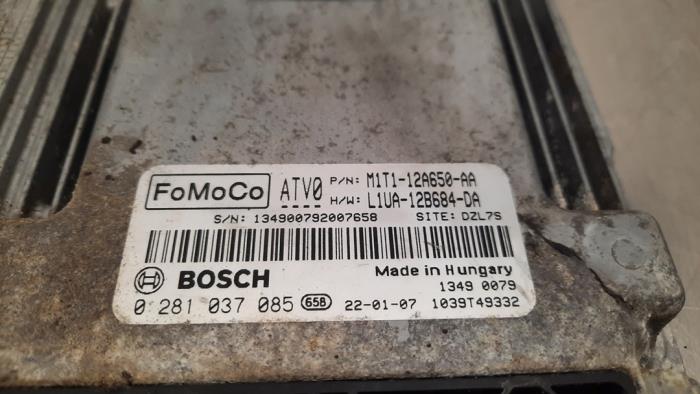 FoMoCo ATV0 P/N: M1T1-12A650-AA
H/W: L1UA-12B684-DA
S/N: 134900792007658 SITE: DZL7S
BOSCH Made in Hungary
1349 0079
0 281 037 085 658 22-01-07 1039T49332